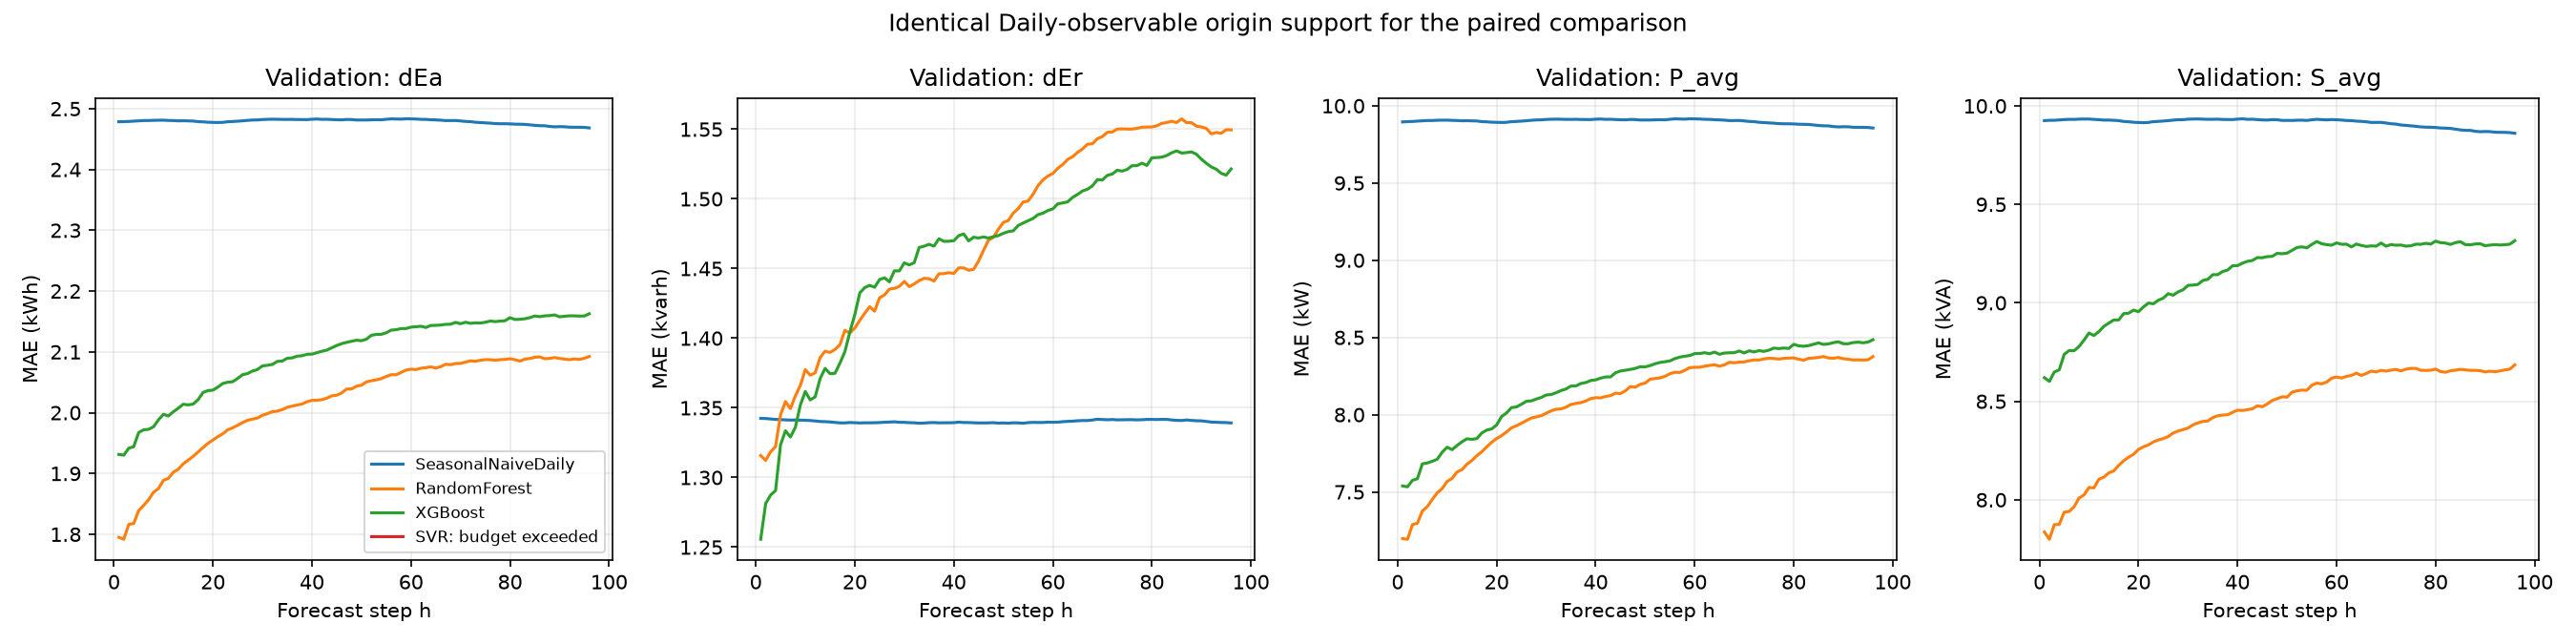 Identical Daily-observable origin support for the paired comparison
Validation: dEa
MAE (kWh)
2.5
2.4
2.3
2.2
2.1
2.0
1.9
1.8
SeasonalNaiveDaily
RandomForest
XGBoost
SVR: budget exceeded
0 20 40 60 80 100
Forecast step h
Validation: dEr
MAE (kvarh)
1.55
1.50
1.45
1.40
1.35
1.30
1.25
0 20 40 60 80 100
Forecast step h
Validation: P_avg
MAE (kW)
10.0
9.5
9.0
8.5
8.0
7.5
0 20 40 60 80 100
Forecast step h
Validation: S_avg
MAE (kVA)
10.0
9.5
9.0
8.5
8.0
0 20 40 60 80 100
Forecast step h